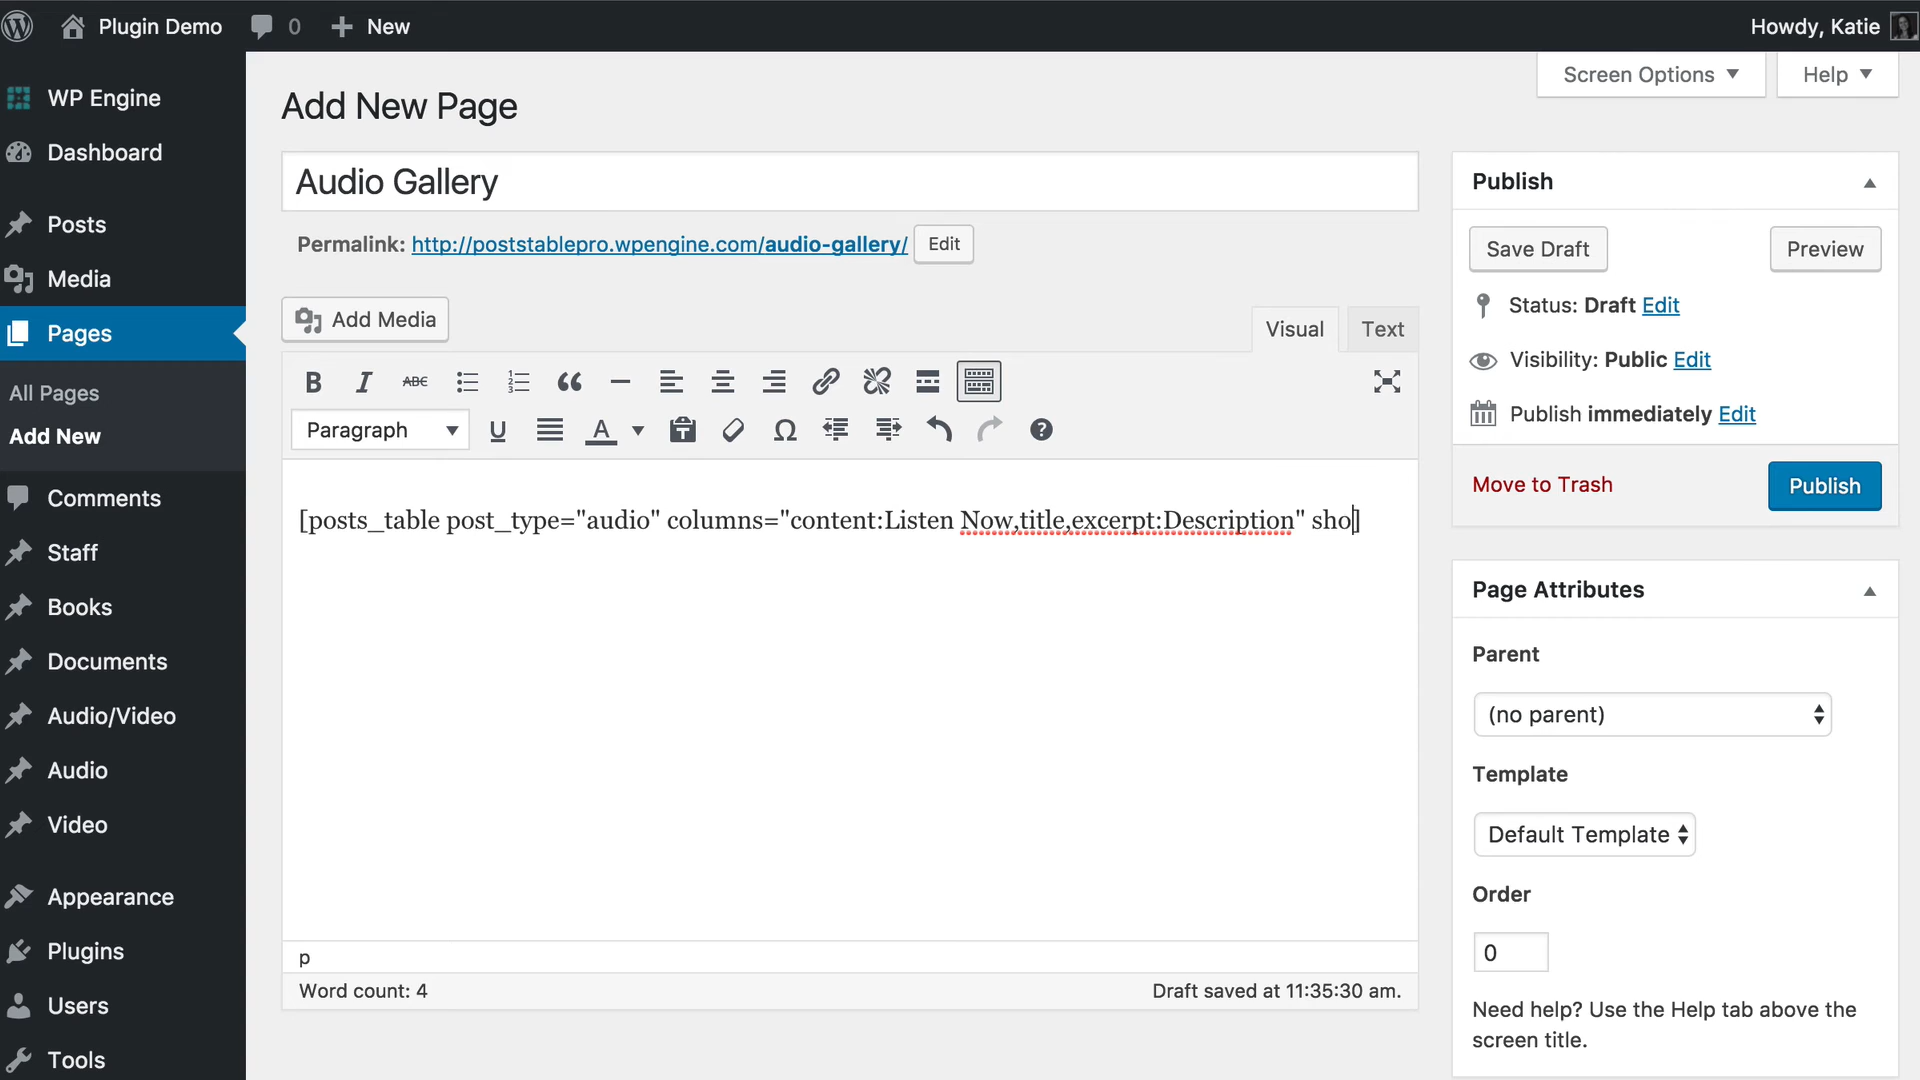 Plugin Demo
0
New
Howdy, Katie
WP Engine
Dashboard
Posts
Media
Pages
All Pages
Add New
Comments
Staff
Books
Documents
Audio/Video
Audio
Video
Appearance
Plugins
Users
Tools
Screen Options
Help
Add New Page
Audio Gallery
Permalink: http://poststablepro.wpengine.com/audio-gallery/ Edit
Add Media
Visual
Text
B I ABC
Paragraph
U A Ω
[posts_table post_type="audio" columns="content:Listen Now,title,excerpt:Description" sho]
p
Word count: 4
Draft saved at 11:35:30 am.
Publish
Save Draft
Preview
Status: Draft Edit
Visibility: Public Edit
Publish immediately Edit
Move to Trash
Publish
Page Attributes
Parent
(no parent)
Template
Default Template
Order
0
Need help? Use the Help tab above the
screen title.